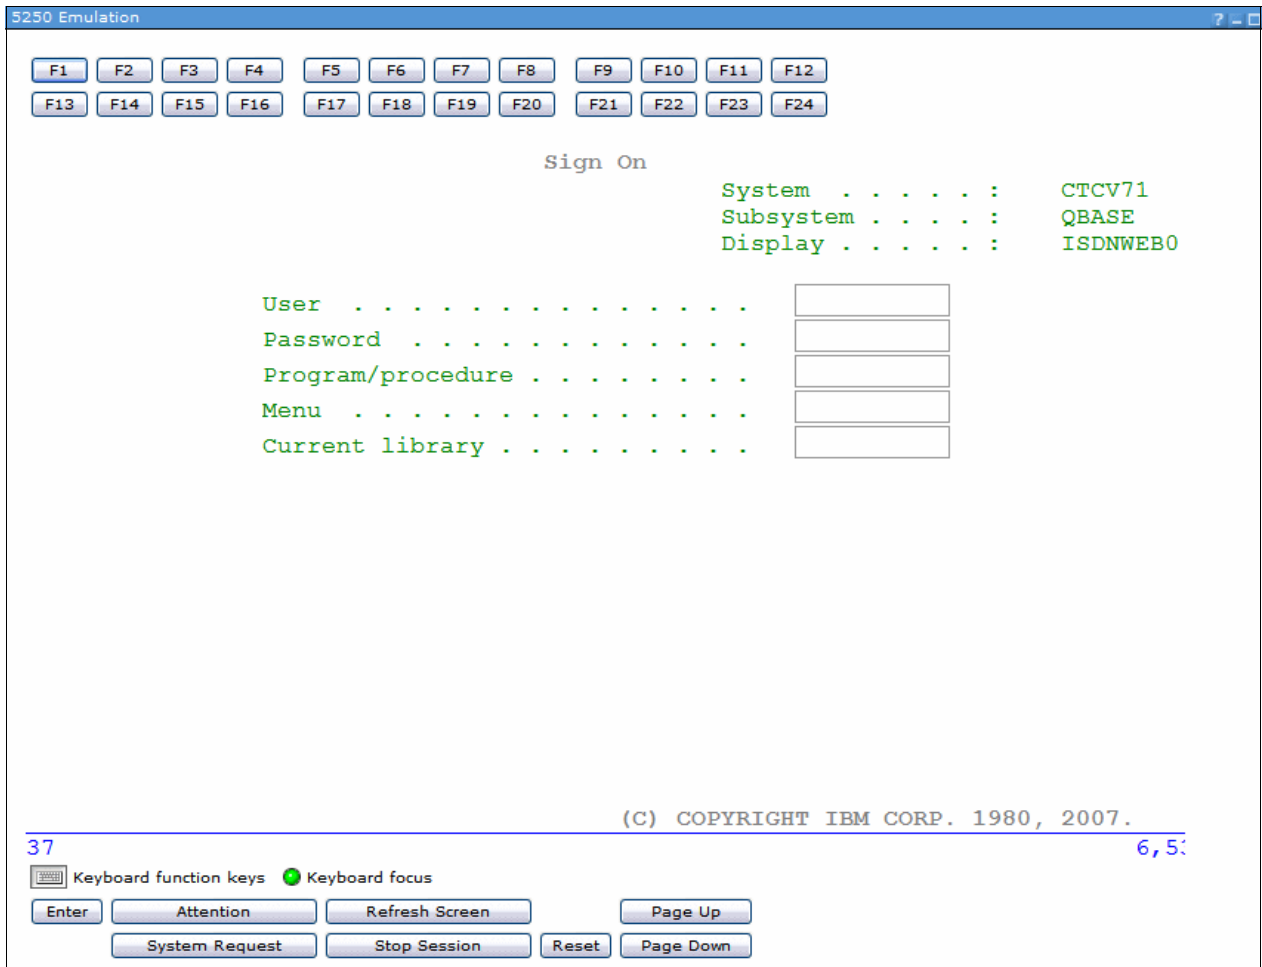 5250 Emulation
F1 F2 F3 F4 F5 F6 F7 F8 F9 F10 F11 F12
F13 F14 F15 F16 F17 F18 F19 F20 F21 F22 F23 F24
Sign On
System . . . . . : CTCV71
Subsystem . . . . : QBASE
Display . . . . . : ISDNWEB0
User . . . . . . . . . . . . . .
Password . . . . . . . . . . . .
Program/procedure . . . . . . . .
Menu . . . . . . . . . . . . . .
Current library . . . . . . . . .
(C) COPYRIGHT IBM CORP. 1980, 2007.
37 6,53
Keyboard function keys Keyboard focus
Enter Attention Refresh Screen Page Up
System Request Stop Session Reset Page Down